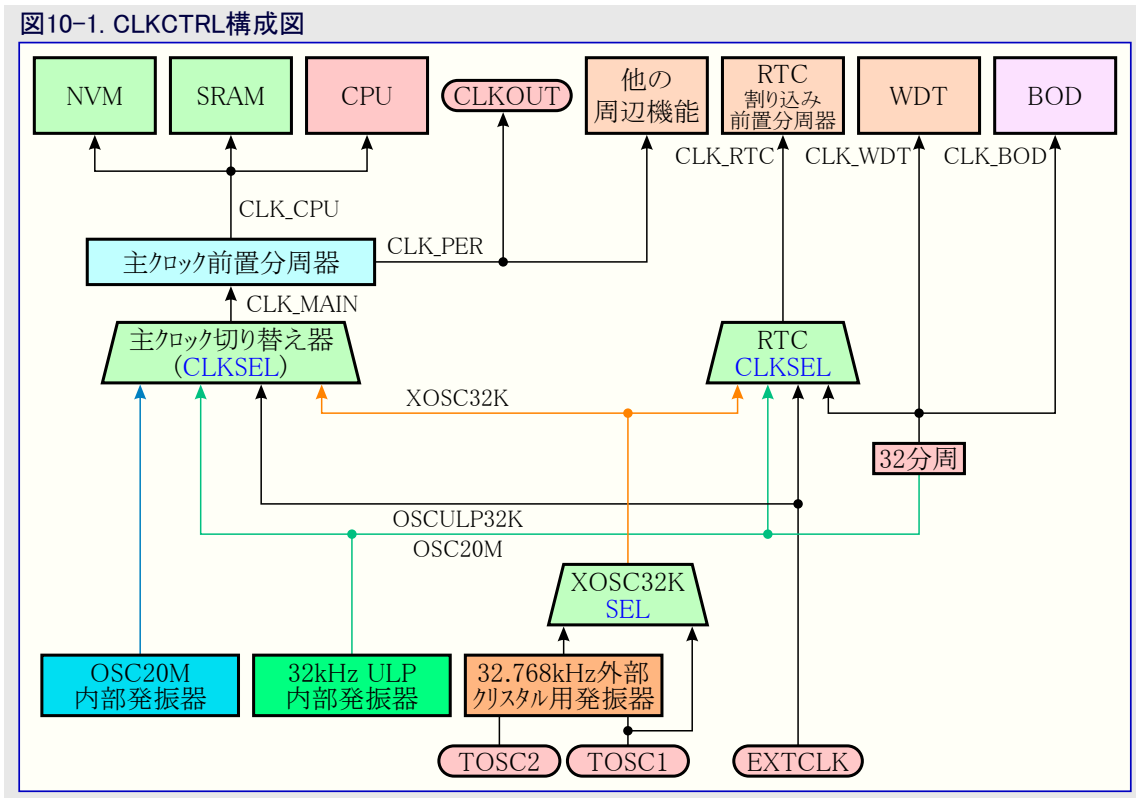 図10-1. CLKCTRL構成図
NVM
SRAM
CPU
CLKOUT
他の
周辺機能
RTC
割り込み
前置分周器
WDT
BOD
CLK_RTC
CLK_WDT
CLK_BOD
CLK_CPU
主クロック前置分周器
CLK_PER
CLK_MAIN
主クロック切り替え器
(CLKSEL)
RTC
CLKSEL
XOSC32K
32分周
OSCULP32K
OSC20M
XOSC32K
SEL
OSC20M
内部発振器
32kHz ULP
内部発振器
32.768kHz外部
クリスタル用発振器
TOSC2
TOSC1
EXTCLK